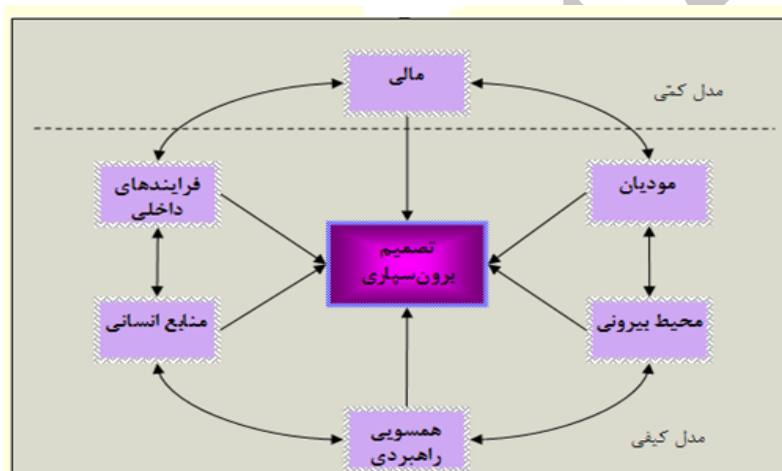 مالی
مدل کمّی
مودیان
فرایندهای
داخلی
تصمیم
برون‌سپاری
محیط بیرونی
منابع انسانی
همسویی
راهبردی
مدل کیفی